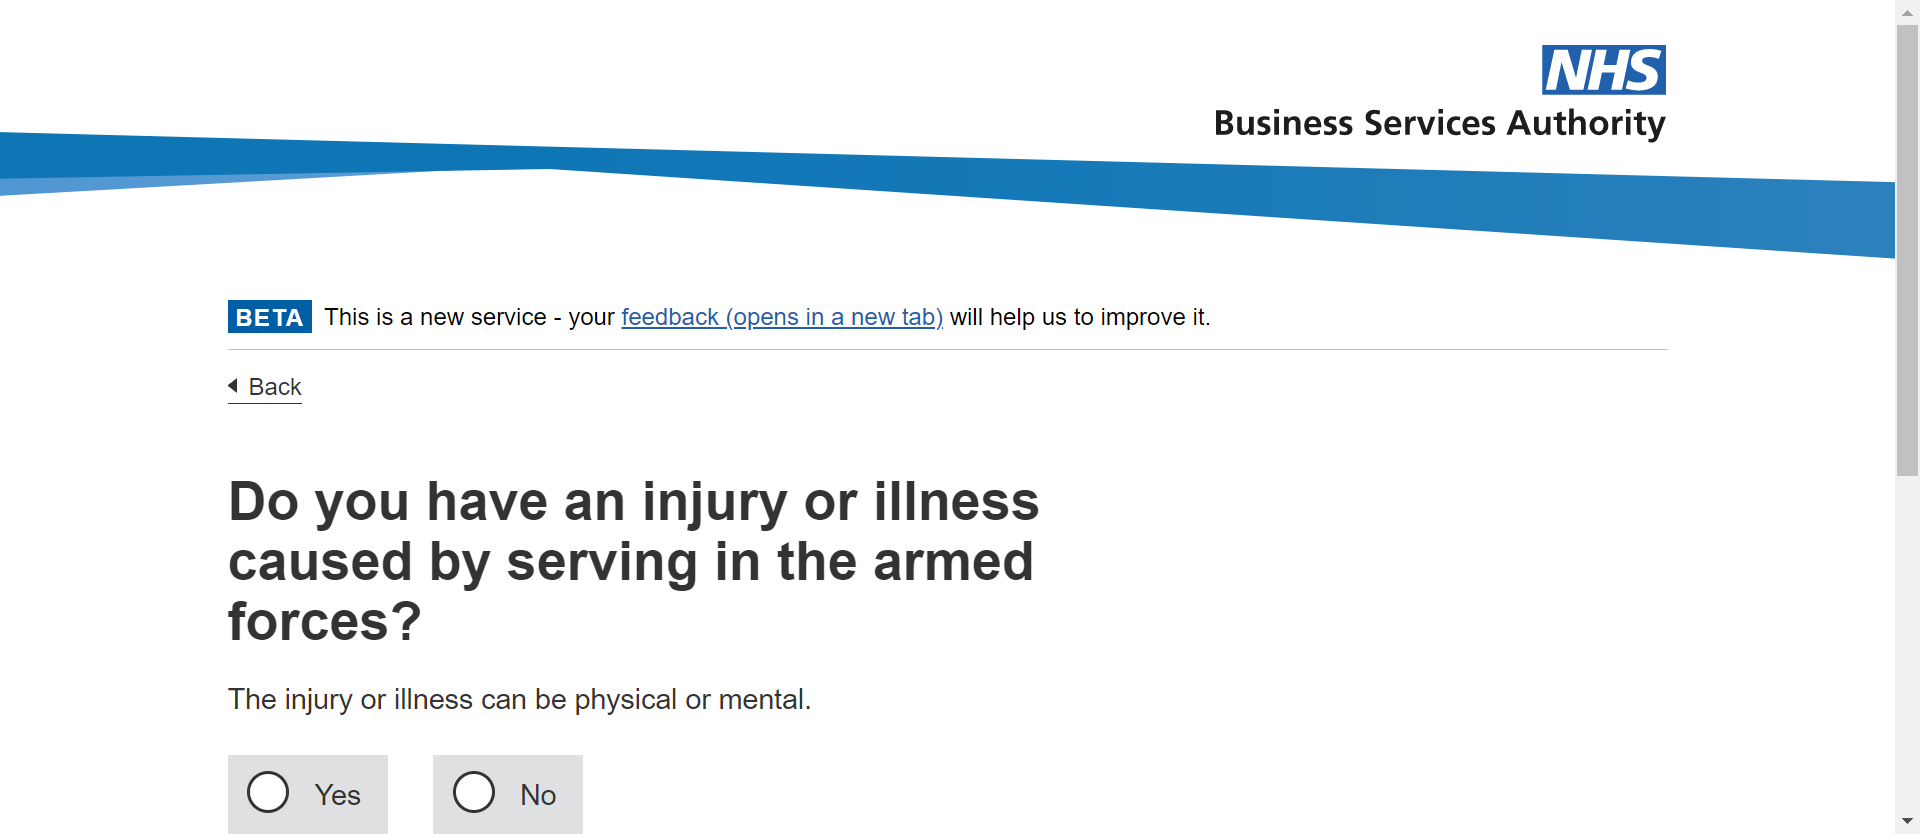 NHS
Business Services Authority
BETA This is a new service - your feedback (opens in a new tab) will help us to improve it.
Back
Do you have an injury or illness
caused by serving in the armed
forces?
The injury or illness can be physical or mental.
Yes No